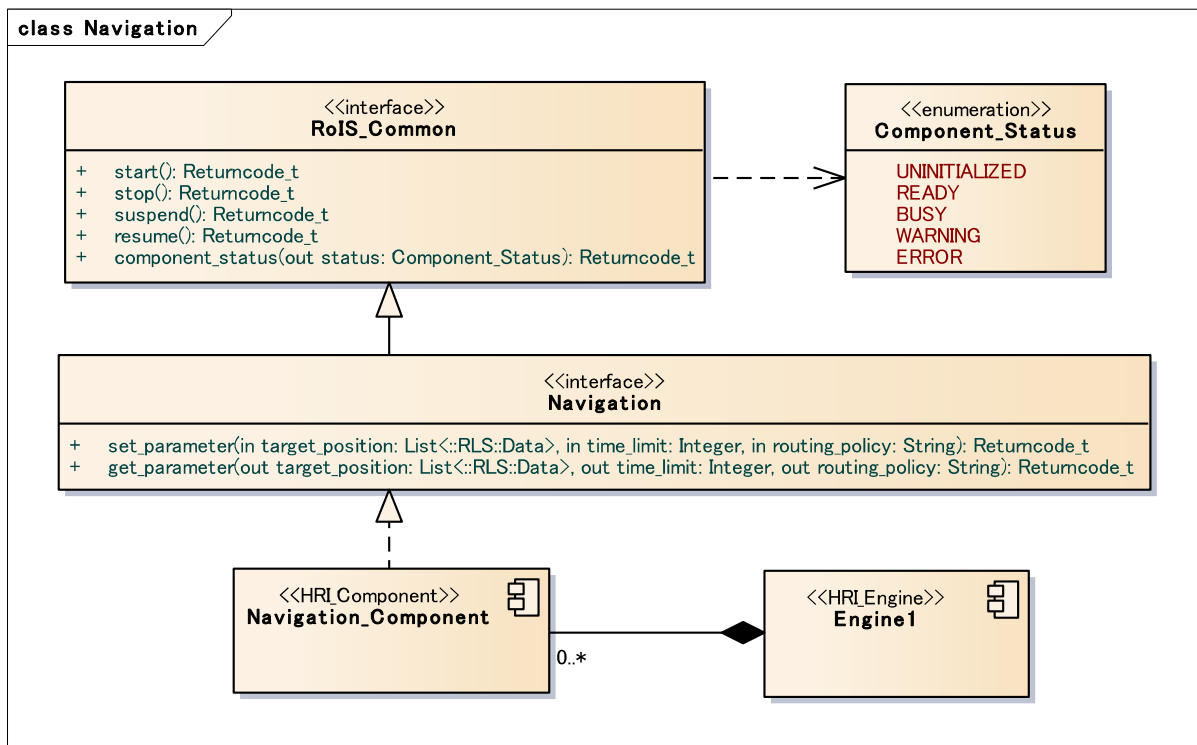 class Navigation
<<interface>>
RoIS_Common
+ start(): Returncode_t
+ stop(): Returncode_t
+ suspend(): Returncode_t
+ resume(): Returncode_t
+ component_status(out status: Component_Status): Returncode_t
<<enumeration>>
Component_Status
UNINITIALIZED
READY
BUSY
WARNING
ERROR
<<interface>>
Navigation
+ set_parameter(in target_position: List<::RLS::Data>, in time_limit: Integer, in routing_policy: String): Returncode_t
+ get_parameter(out target_position: List<::RLS::Data>, out time_limit: Integer, out routing_policy: String): Returncode_t
<<HRI_Component>>
Navigation_Component
0..*
<<HRI_Engine>>
Engine1